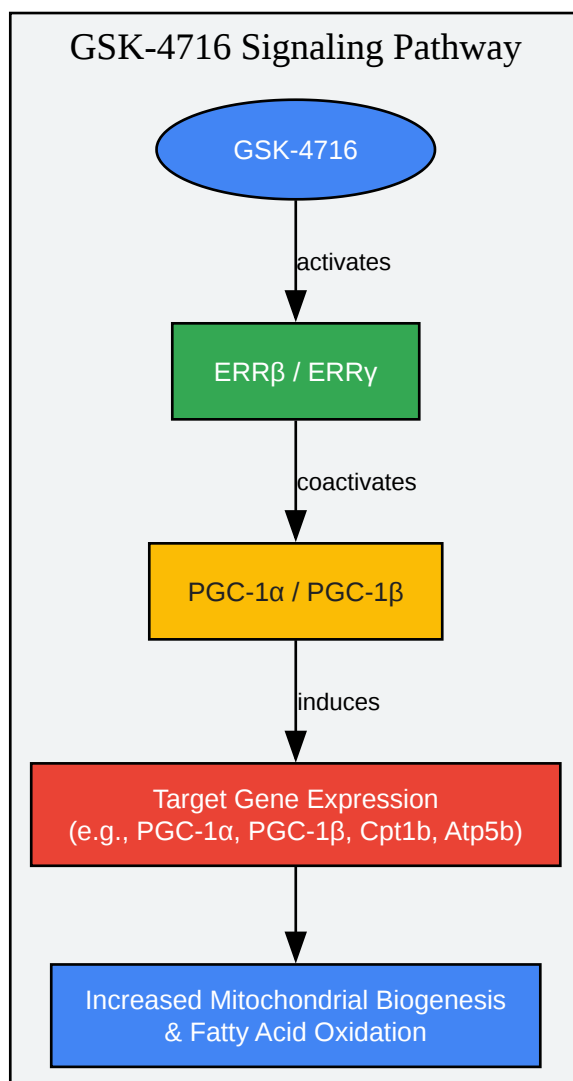 GSK-4716 Signaling Pathway
GSK-4716
activates
ERRβ / ERRγ
coactivates
PGC-1α / PGC-1β
induces
Target Gene Expression
(e.g., PGC-1α, PGC-1β, Cpt1b, Atp5b)
Increased Mitochondrial Biogenesis
& Fatty Acid Oxidation